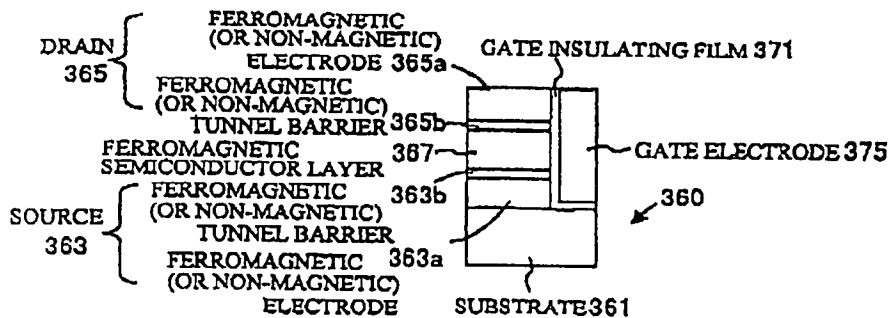 FERROMAGNETIC
(OR NON-MAGNETIC)
ELECTRODE 365a
DRAIN
365
FERROMAGNETIC
(OR NON-MAGNETIC)
TUNNEL BARRIER
365b
FERROMAGNETIC
SEMICONDUCTOR LAYER
367
SOURCE
363
FERROMAGNETIC
(OR NON-MAGNETIC)
TUNNEL BARRIER
363b
FERROMAGNETIC
(OR NON-MAGNETIC)
ELECTRODE
363a
GATE INSULATING FILM 371
GATE ELECTRODE 375
360
SUBSTRATE 361